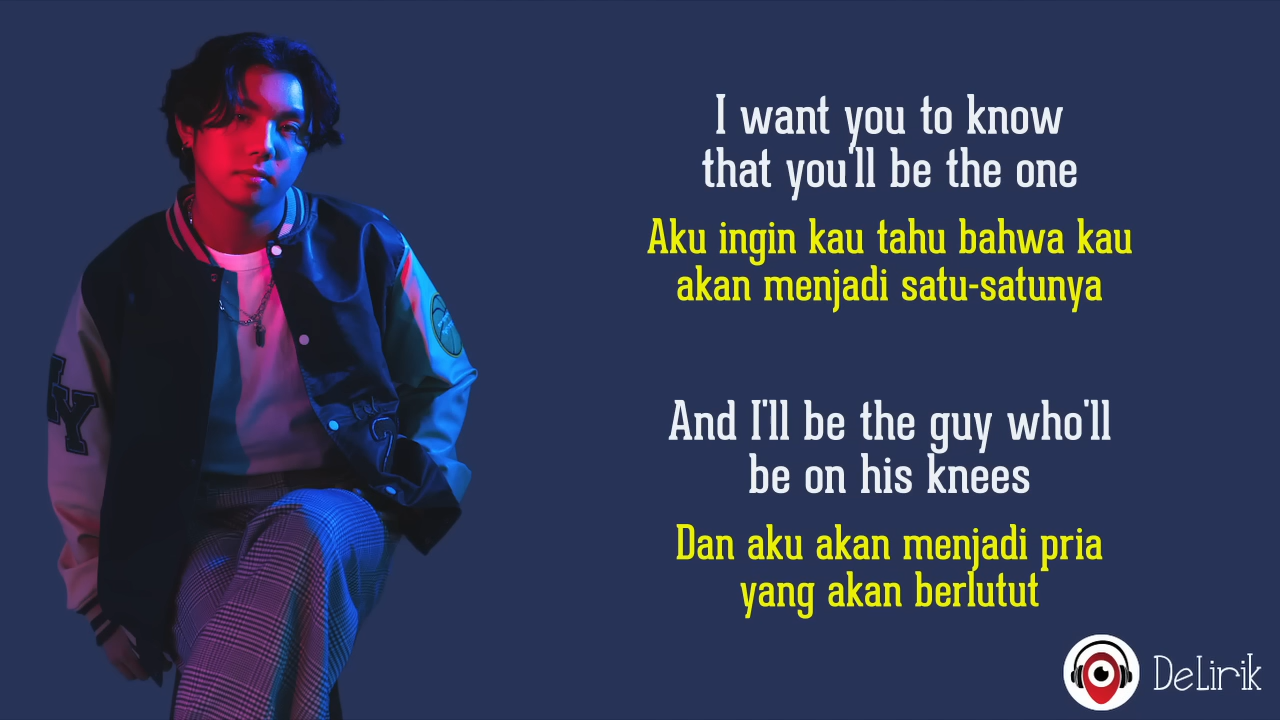 I want you to know
that you'll be the one
Aku ingin kau tahu bahwa kau
akan menjadi satu-satunya
And I'll be the guy who'll
be on his knees
Dan aku akan menjadi pria
yang akan berlutut
DeLirik